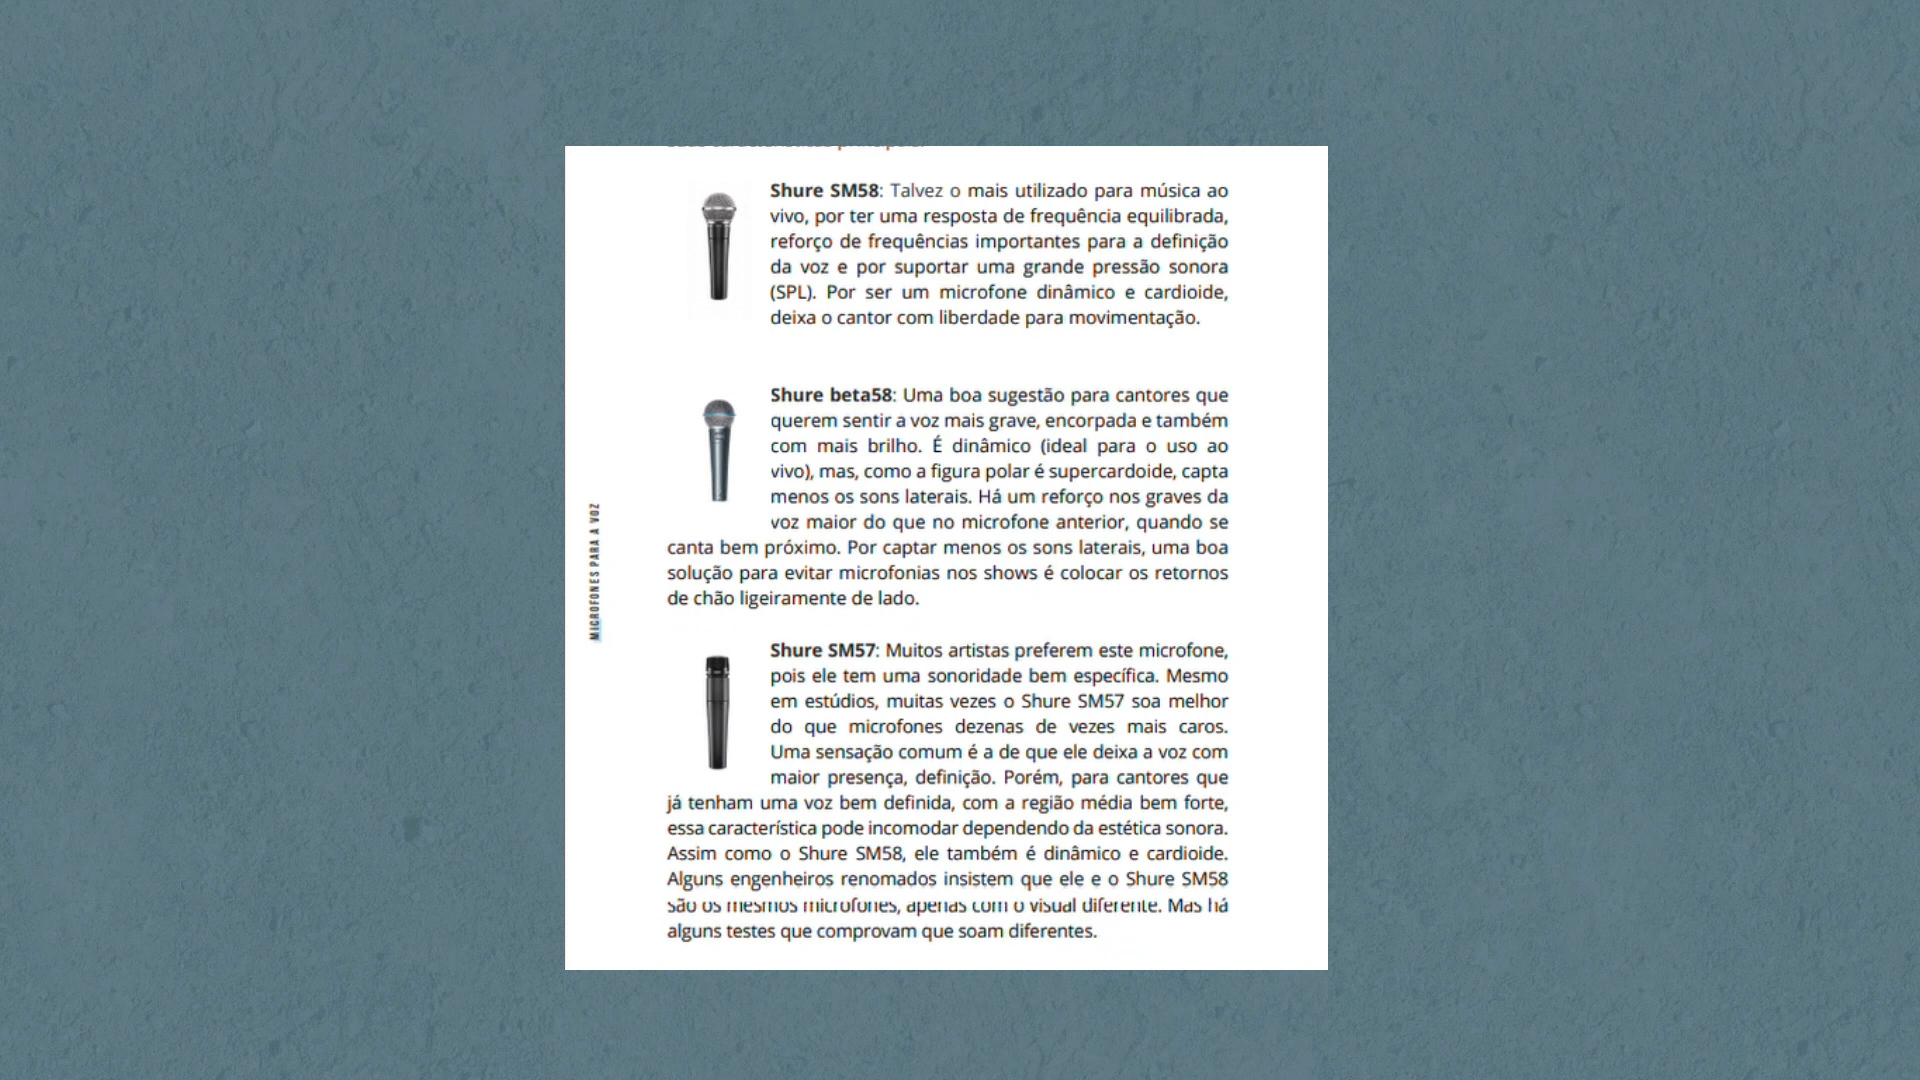 Shure SM58: Talvez o mais utilizado para música ao
vivo, por ter uma resposta de frequência equilibrada,
reforço de frequências importantes para a definição
da voz e por suportar uma grande pressão sonora
(SPL). Por ser um microfone dinâmico e cardioide,
deixa o cantor com liberdade para movimentação.
Shure beta58: Uma boa sugestão para cantores que
querem sentir a voz mais grave, encorpada e também
com mais brilho. É dinâmico (ideal para o uso ao
vivo), mas, como a figura polar é supercardoide, capta
menos os sons laterais. Há um reforço nos graves da
voz maior do que no microfone anterior, quando se
canta bem próximo. Por captar menos os sons laterais, uma boa
solução para evitar microfonias nos shows é colocar os retornos
de chão ligeiramente de lado.
MICROFONES PARA A VOZ
Shure SM57: Muitos artistas preferem este microfone,
pois ele tem uma sonoridade bem específica. Mesmo
em estúdios, muitas vezes o Shure SM57 soa melhor
do que microfones dezenas de vezes mais caros.
Uma sensação comum é a de que ele deixa a voz com
maior presença, definição. Porém, para cantores que
já tenham uma voz bem definida, com a região média bem forte,
essa característica pode incomodar dependendo da estética sonora.
Assim como o Shure SM58, ele também é dinâmico e cardioide.
Alguns engenheiros renomados insistem que ele e o Shure SM58
são os mesmos microfones, apenas com o visual diferente. Mas há
alguns testes que comprovam que soam diferentes.